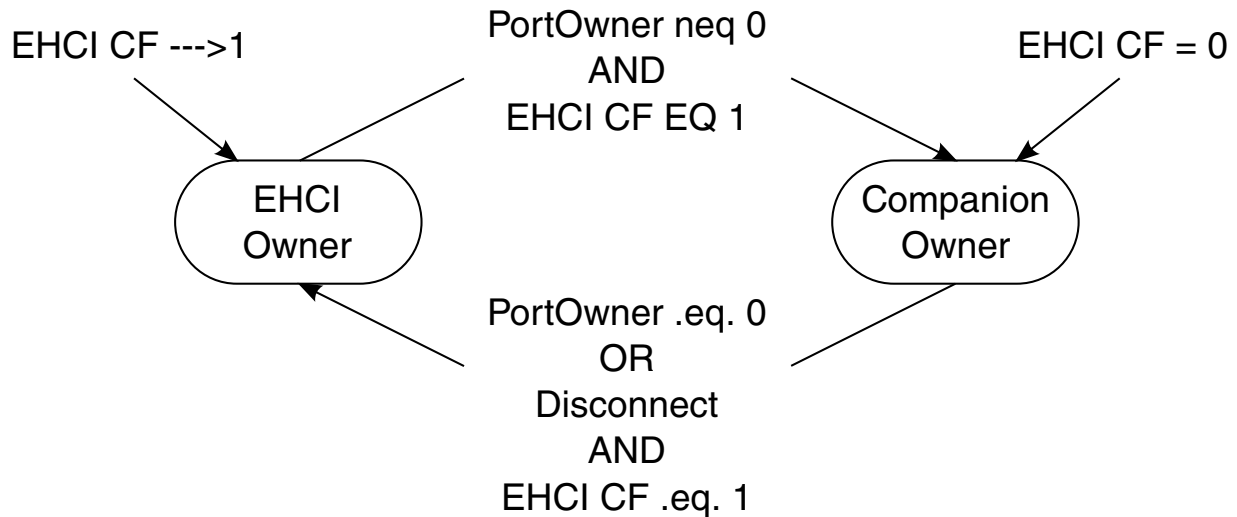 EHCI CF --->1
PortOwner neq 0
AND
EHCI CF EQ 1
EHCI CF = 0
EHCI
Owner
Companion
Owner
PortOwner .eq. 0
OR
Disconnect
AND
EHCI CF .eq. 1